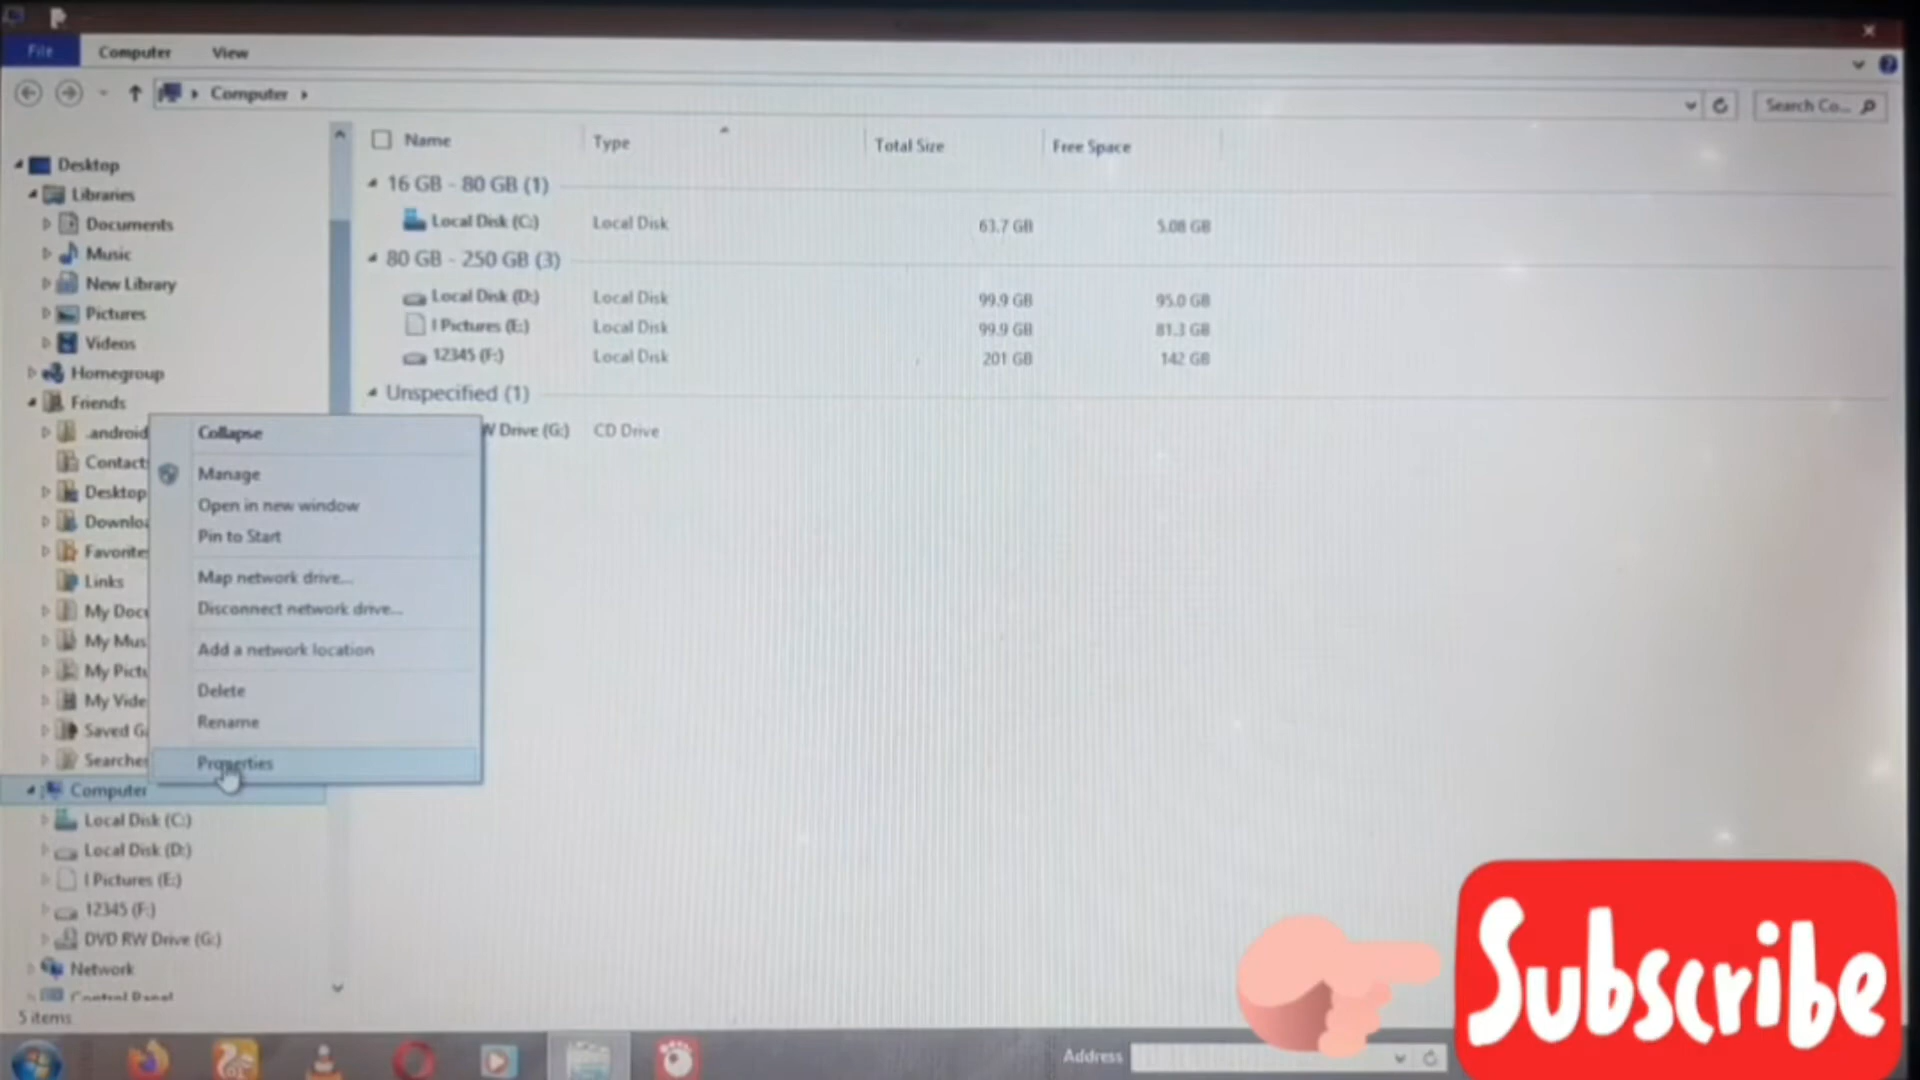 File Computer View
Computer
Search Co...
Name Type Total Size Free Space
16 GB - 80 GB (1)
Local Disk (C:) Local Disk 63.7 GB 5.08 GB
80 GB - 250 GB (3)
Local Disk (D:) Local Disk 99.9 GB 95.0 GB
I Pictures (E:) Local Disk 99.9 GB 81.3 GB
12345 (F:) Local Disk 201 GB 142 GB
Unspecified (1)
W Drive (G:) CD Drive
Desktop
Libraries
Documents
Music
New Library
Pictures
Videos
Homegroup
Friends
.android
Contact
Desktop
Downlo
Favorite
Links
My Doc
My Mus
My Pict
My Vide
Saved G
Searche
Computer
Local Disk (C:)
Local Disk (D:)
I Pictures (E:)
12345 (F:)
DVD RW Drive (G:)
Network
Control Panel
5 items
Collapse
Manage
Open in new window
Pin to Start
Map network drive...
Disconnect network drive...
Add a network location
Delete
Rename
Properties
Address
Subscribe